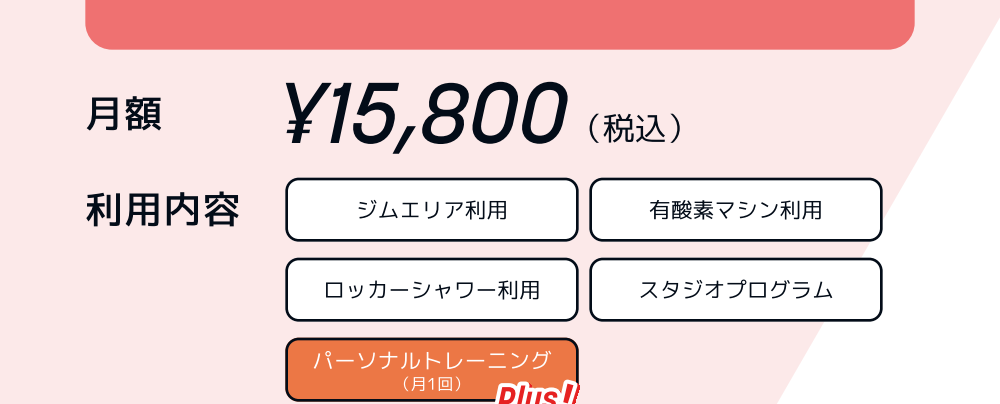 月額 ¥15,800（税込）
利用内容
ジムエリア利用 有酸素マシン利用
ロッカーシャワー利用 スタジオプログラム
パーソナルトレーニング
（月1回）
Plus!